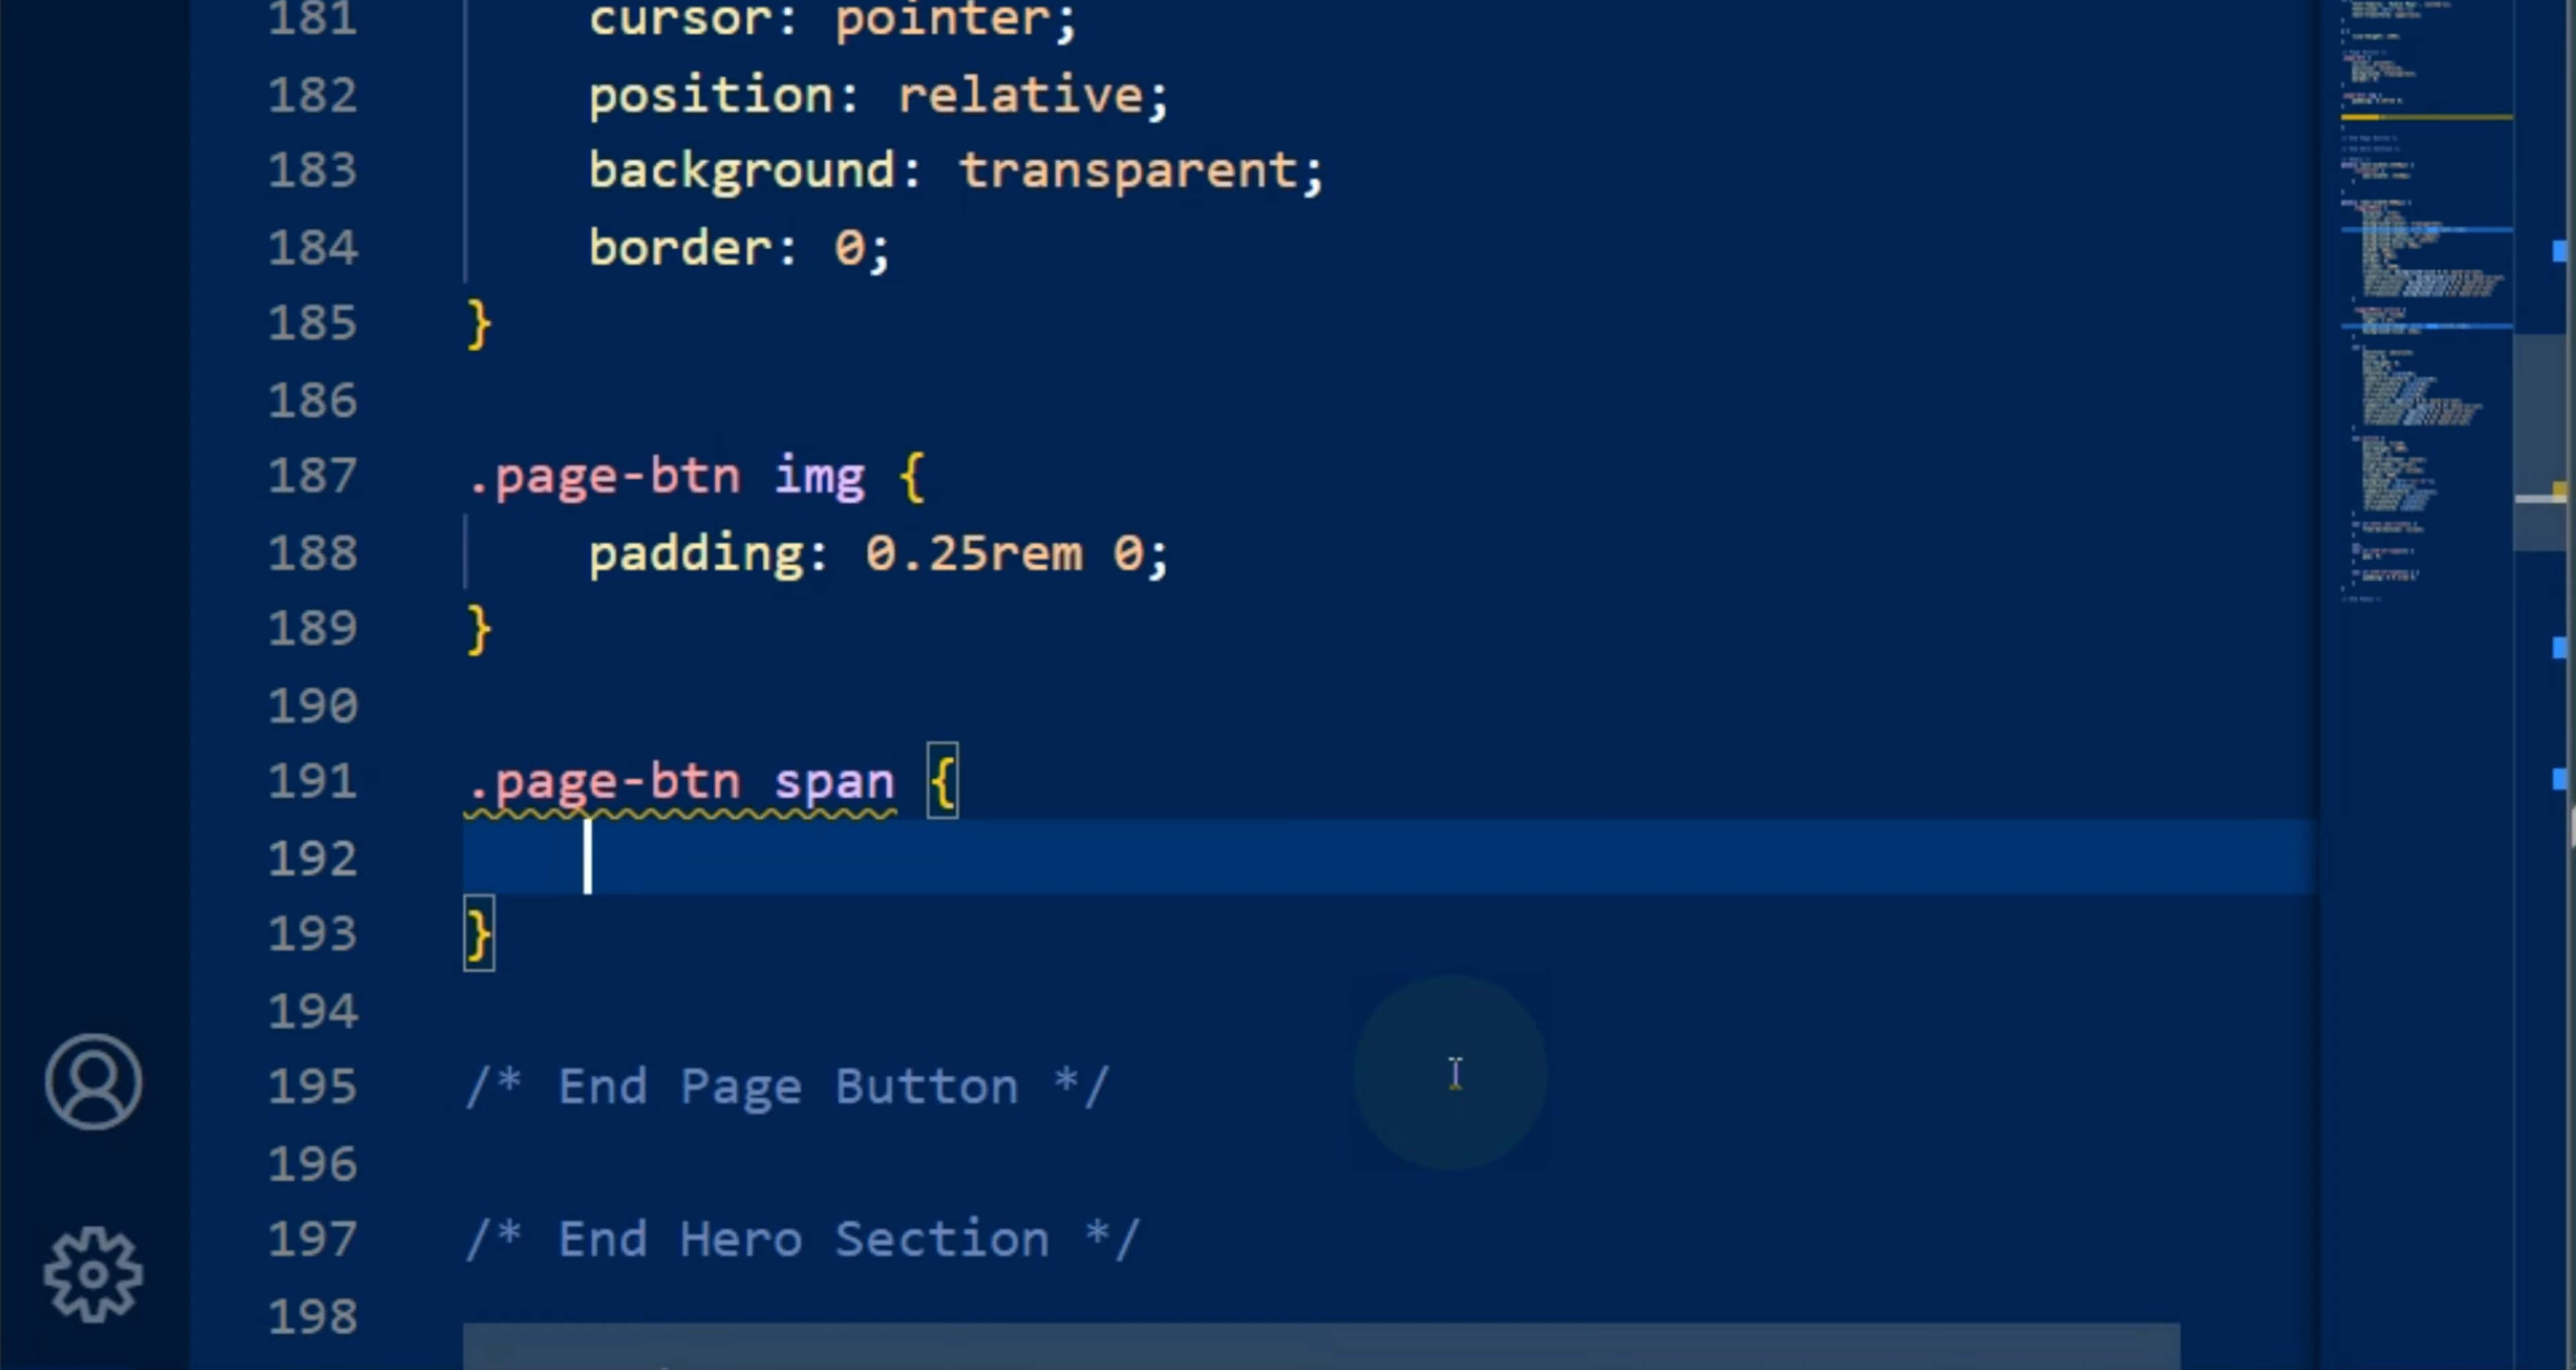 181 cursor: pointer;
182 position: relative;
183 background: transparent;
184 border: 0;
185 }
186
187 .page-btn img {
188 padding: 0.25rem 0;
189 }
190
191 .page-btn span {
192
193 }
194
195 /* End Page Button */
196
197 /* End Hero Section */
198